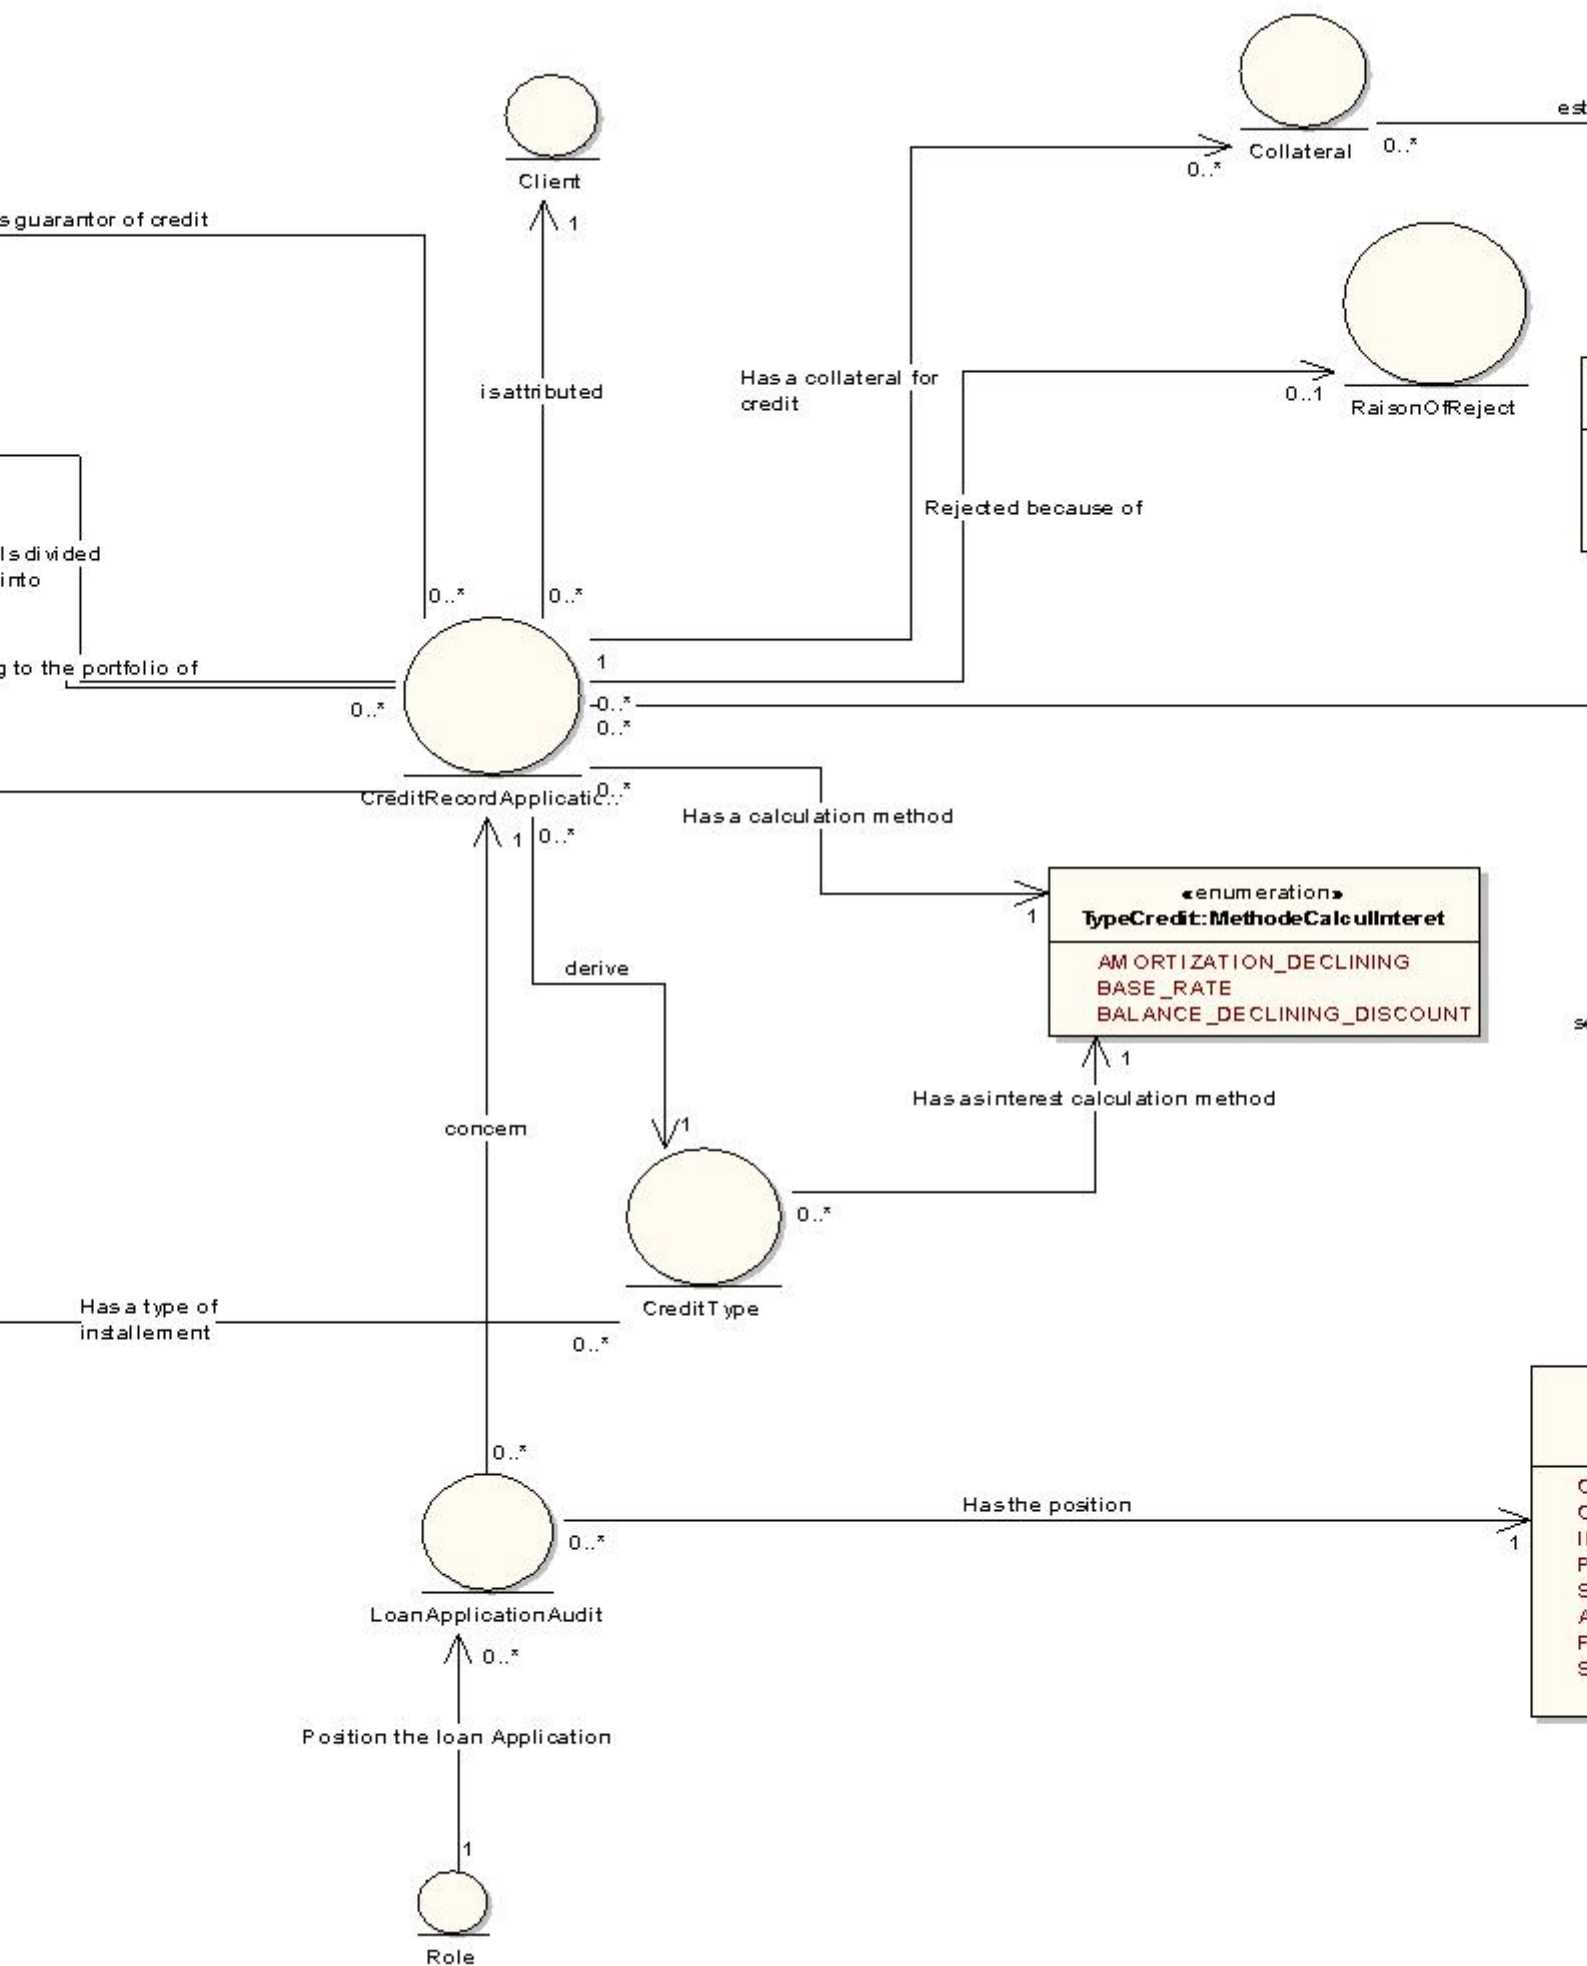 est
Collateral
0..*
0..*
Client
1
s guarantor of credit
is attributed
Has a collateral for
credit
0..1
RaisonOfReject
Rejected because of
Is divided
into
0..*
0..*
g to the portfolio of
1
0..*
0..*
0..*
CreditRecordApplicatio..
0..*
1
0..*
Has a calculation method
«enumeration»
TypeCredit::MethodeCalculInteret
1
AMORTIZATION_DECLINING
BASE_RATE
BALANCE_DECLINING_DISCOUNT
derive
1
Has as interest calculation method
concern
1
0..*
CreditType
Has a type of
installement
0..*
0..*
Has the position
0..*
1
LoanApplicationAudit
0..*
Position the loan Application
1
Role